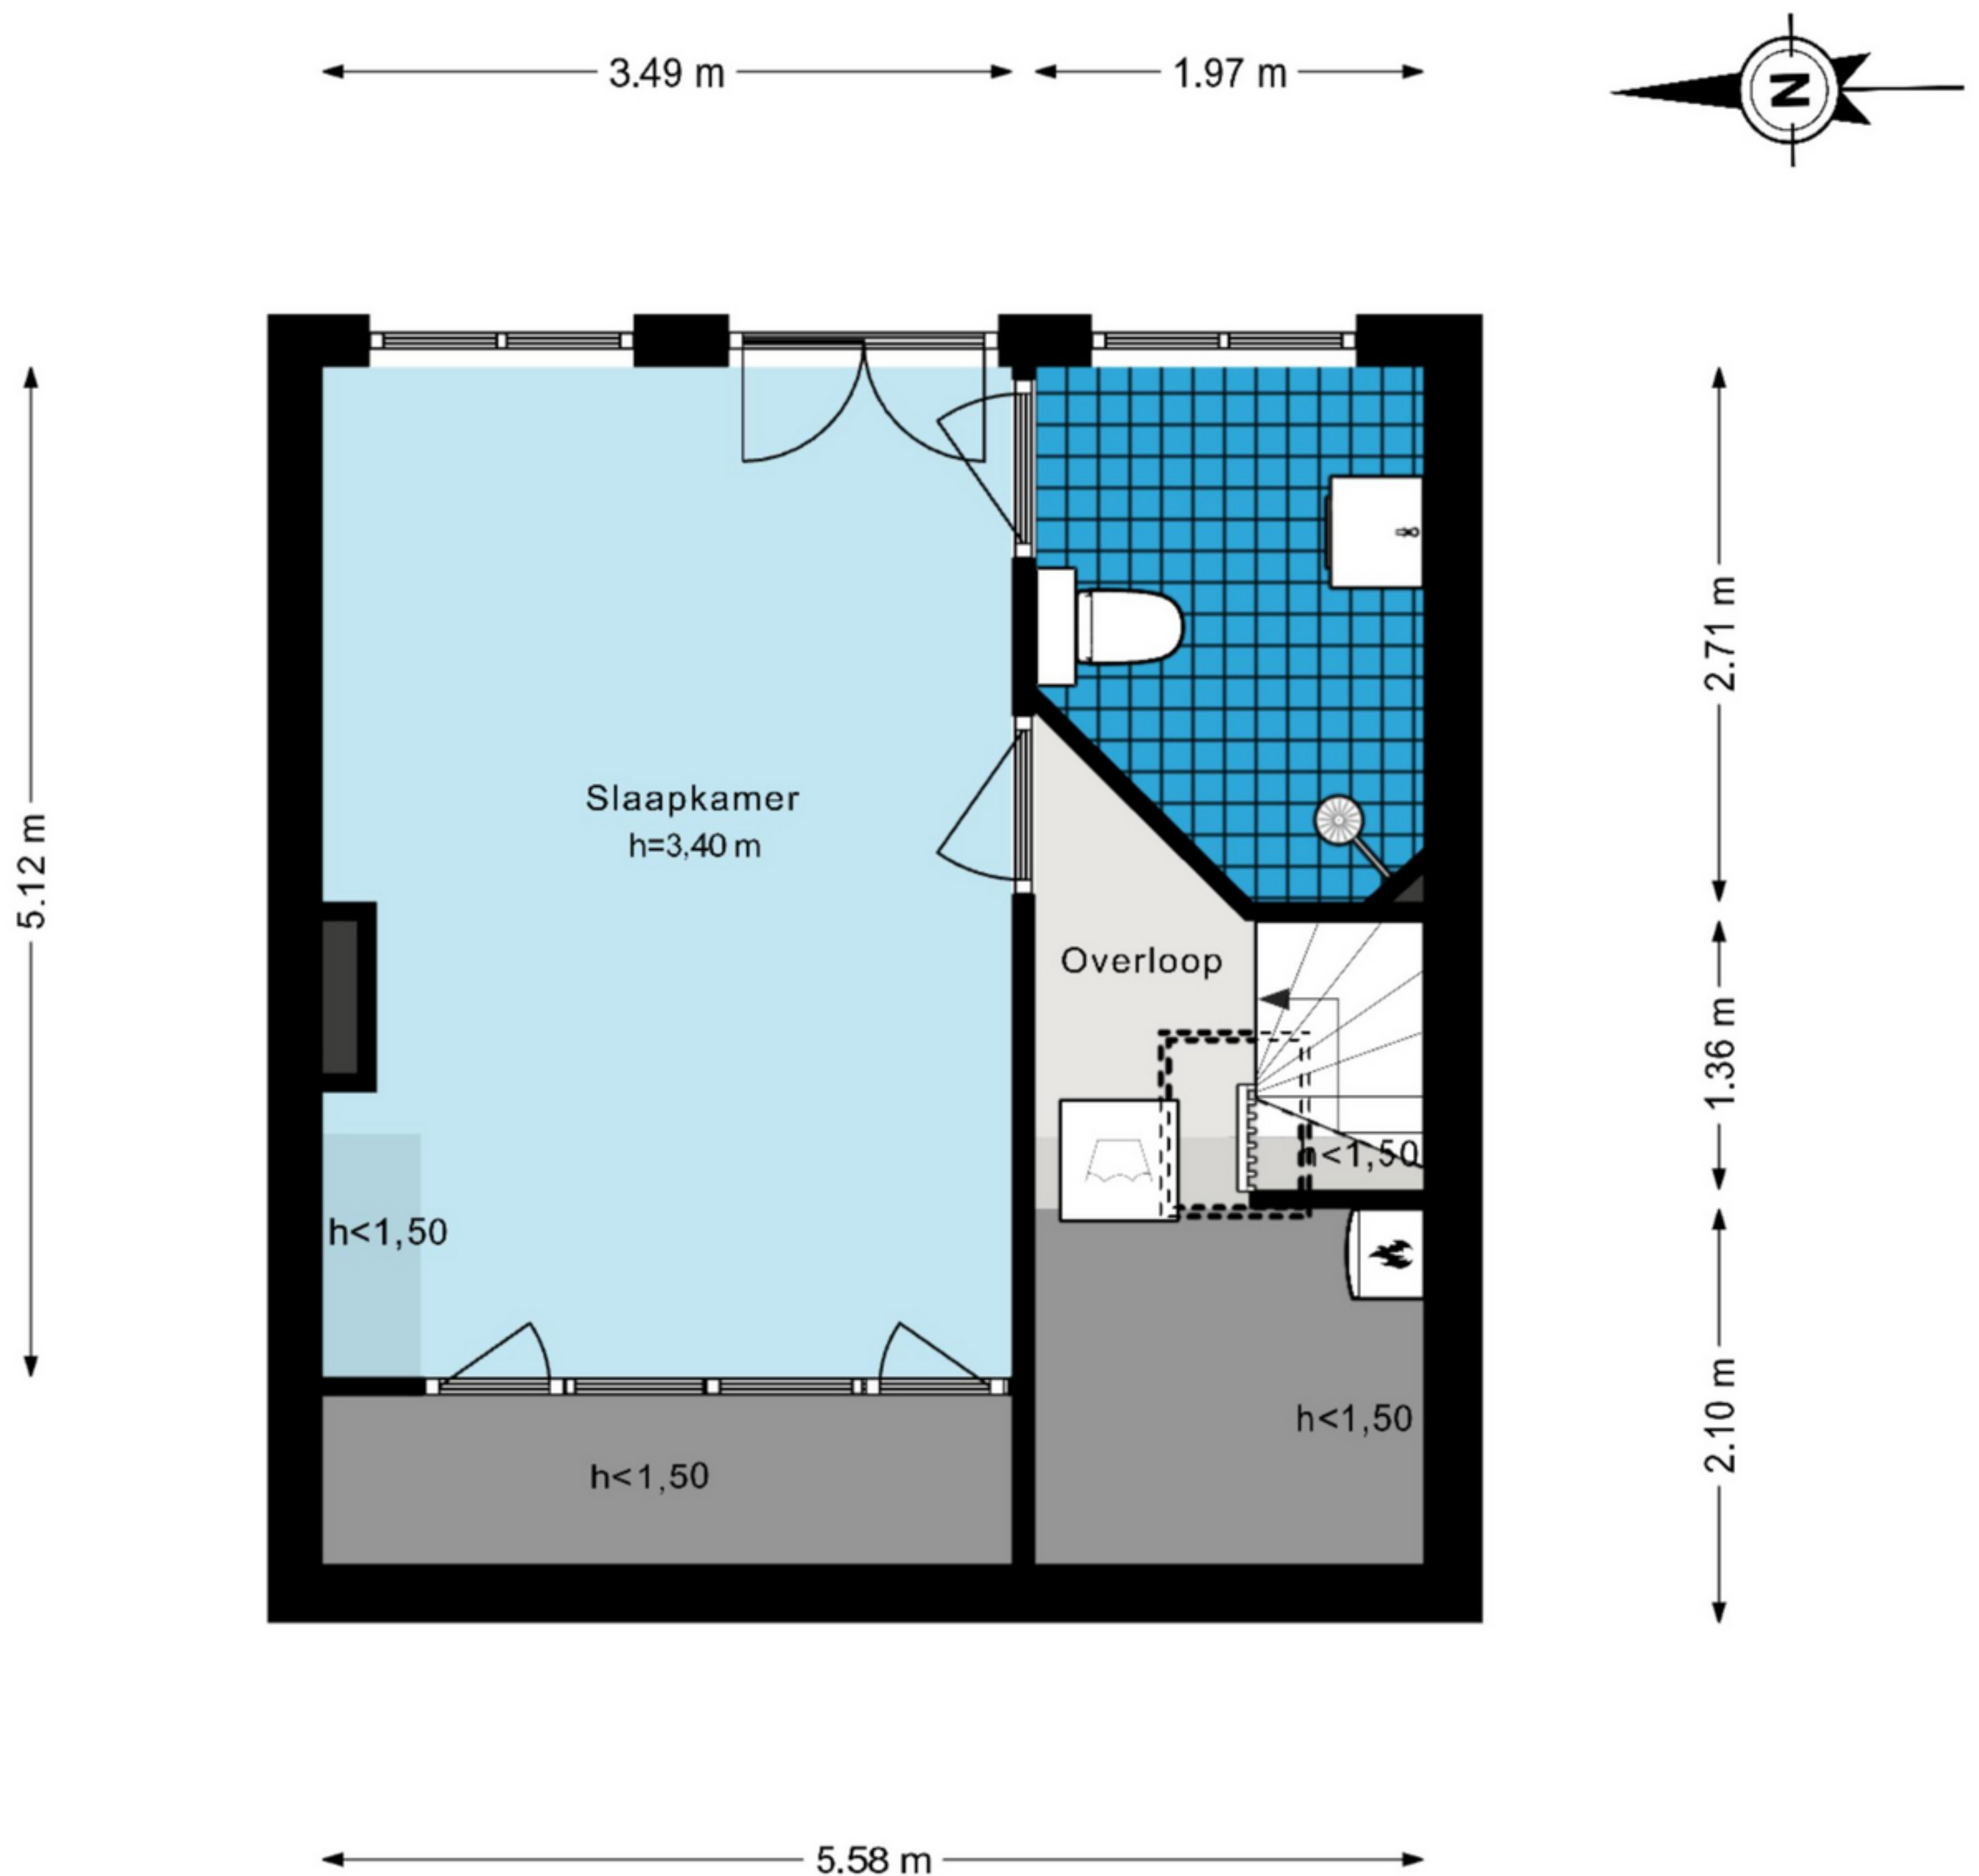 3.49 m
1.97 m
N
2.71 m
Slaapkamer
h=3,40 m
5.12 m
Overloop
1.36 m
h<1,50
h<1,50
2.10 m
h<1,50
h<1,50
5.58 m